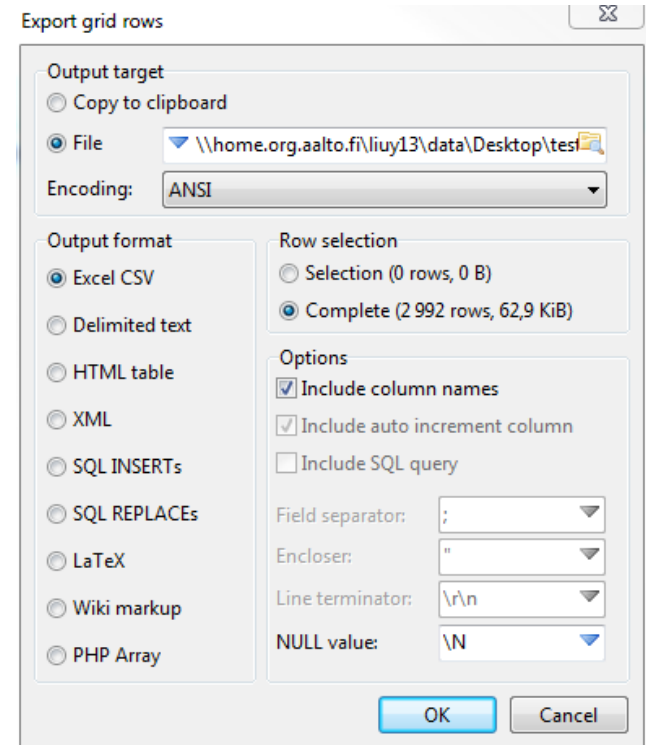 Export grid rows
Output target
Copy to clipboard
File
\\home.org.aalto.fi\liuy13\data\Desktop\test
Encoding:
ANSI
Output format
Excel CSV
Delimited text
HTML table
XML
SQL INSERTs
SQL REPLACEs
LaTeX
Wiki markup
PHP Array
Row selection
Selection (0 rows, 0 B)
Complete (2 992 rows, 62,9 KiB)
Options
Include column names
Include auto increment column
Include SQL query
Field separator:
;
Encloser:
"
Line terminator:
\r\n
NULL value:
\N
OK
Cancel